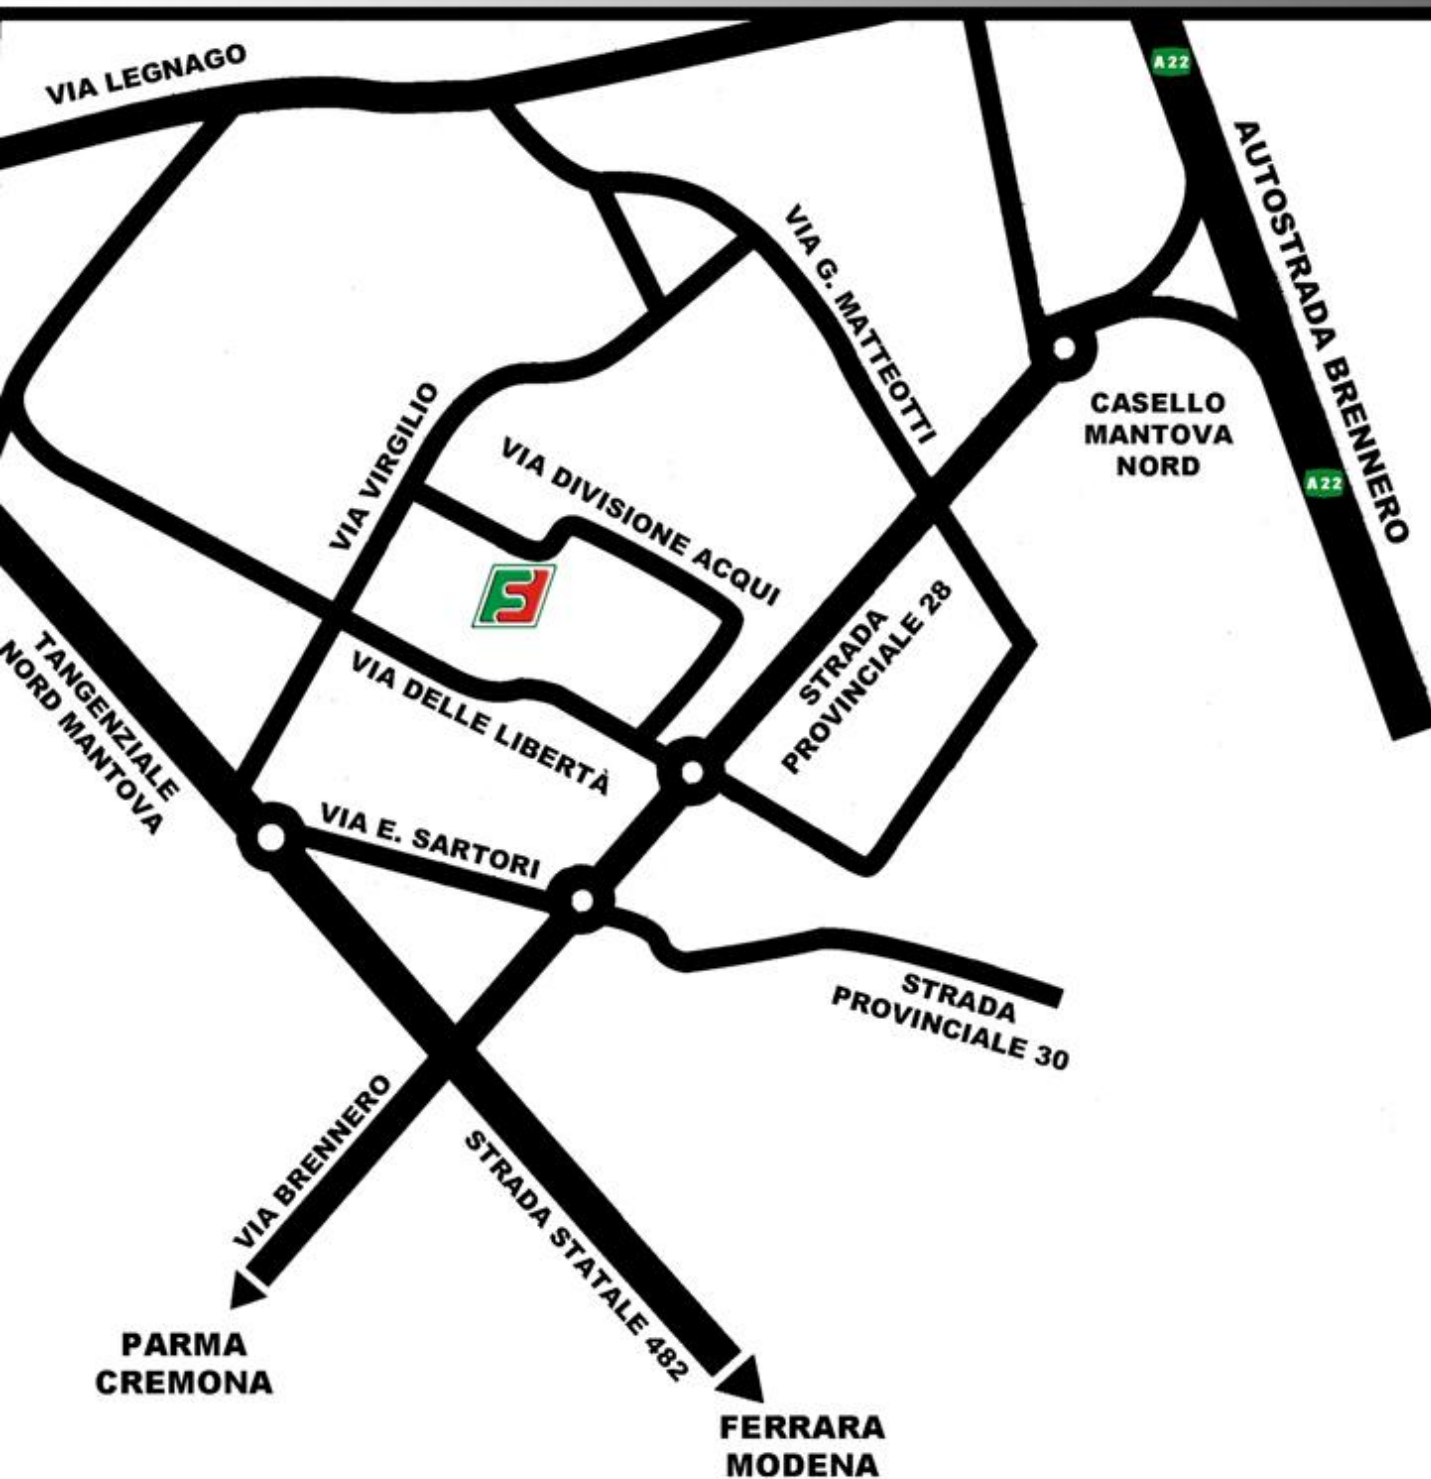 VIA LEGNAGO
A22
AUTOSTRADA BRENNERO
VIA G. MATTEOTTI
CASELLO
MANTOVA
NORD
A22
VIA VIRGILIO
VIA DIVISIONE ACQUI
STRADA
PROVINCIALE 28
TANGENZIALE
NORD MANTOVA
VIA DELLE LIBERTÀ
VIA E. SARTORI
STRADA
PROVINCIALE 30
VIA BRENNERO
STRADA STATALE 482
PARMA
CREMONA
FERRARA
MODENA